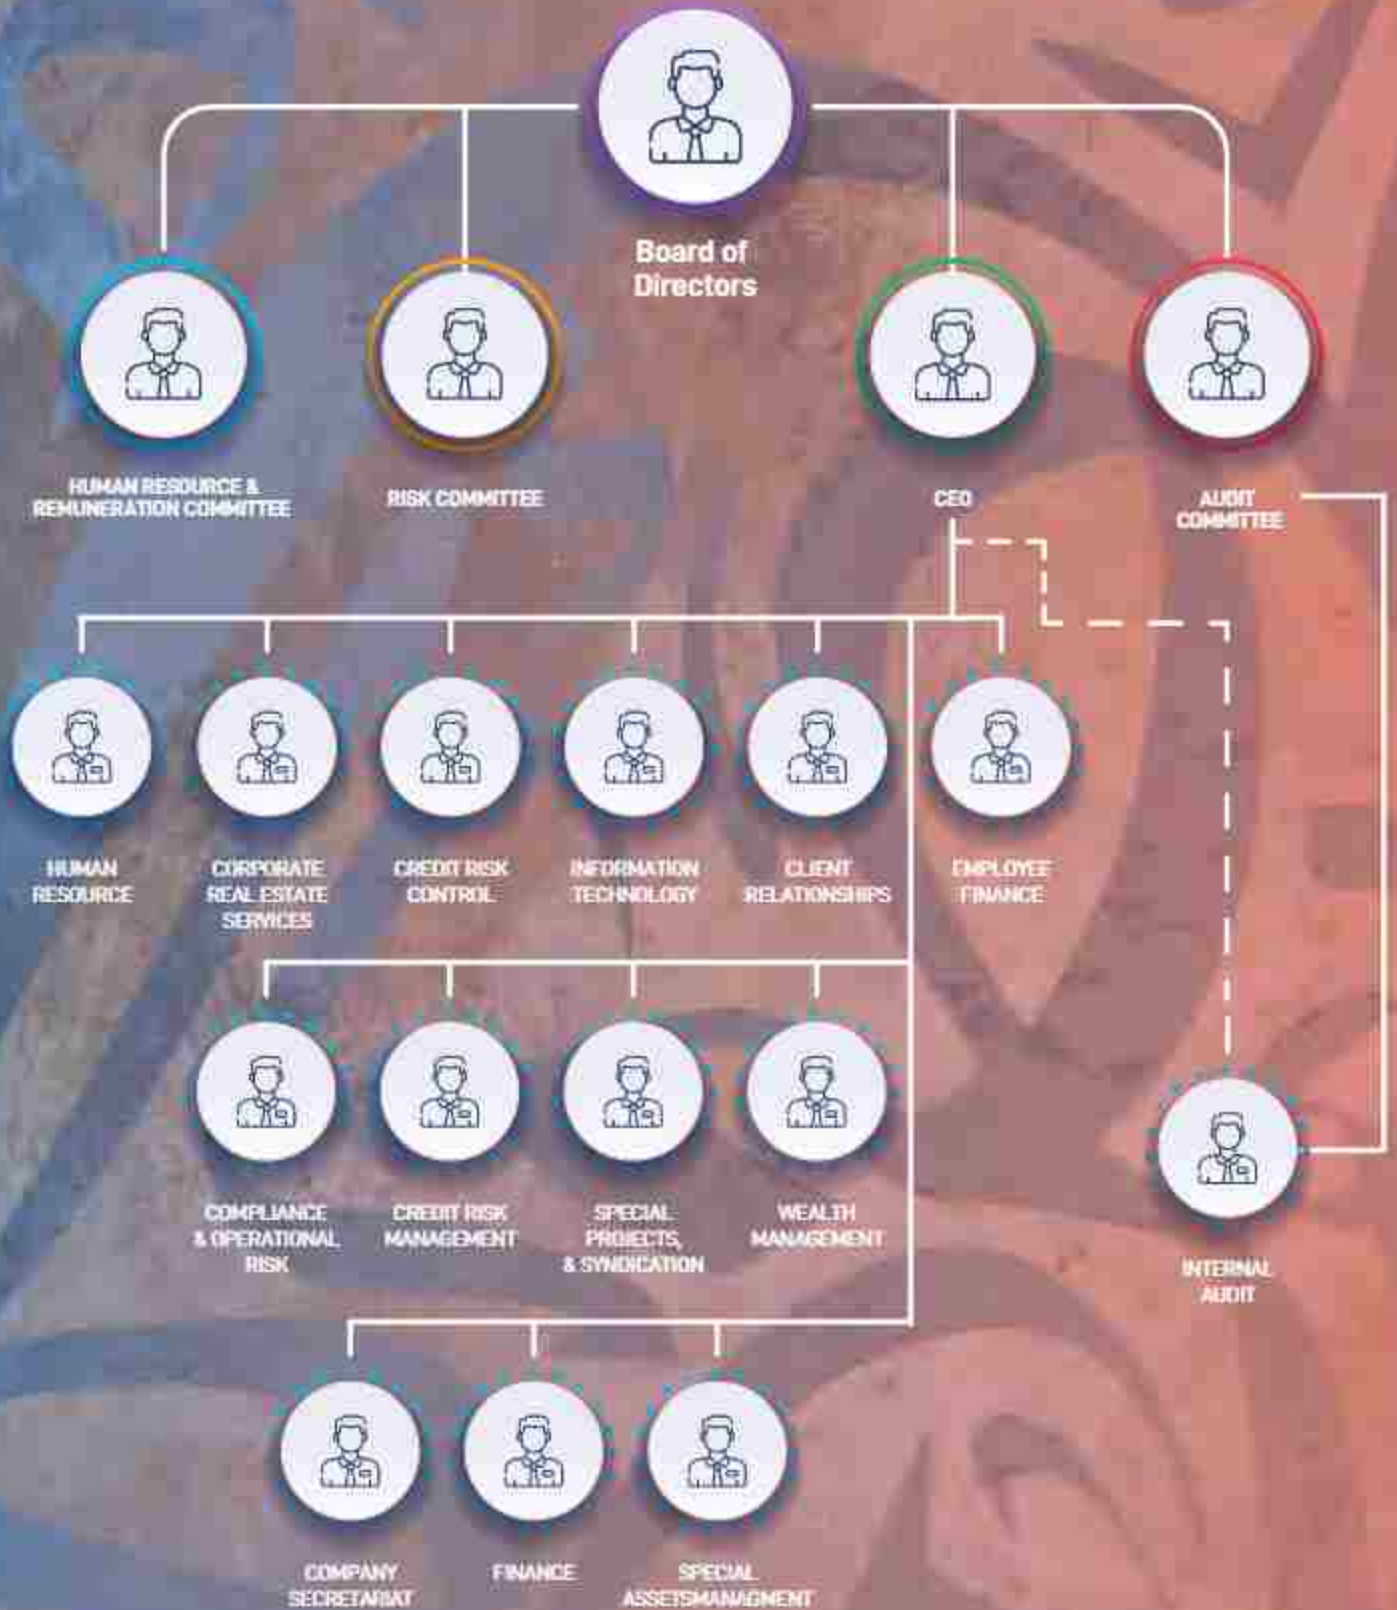 Board of
Directors
HUMAN RESOURCE &
REMUNERATION COMMITTEE
RISK COMMITTEE
CEO
AUDIT
COMMITTEE
HUMAN
RESOURCE
CORPORATE
REAL ESTATE
SERVICES
CREDIT RISK
CONTROL
INFORMATION
TECHNOLOGY
CLIENT
RELATIONSHIPS
EMPLOYEE
FINANCE
COMPLIANCE
& OPERATIONAL
RISK
CREDIT RISK
MANAGEMENT
SPECIAL
PROJECTS,
& SYNDICATION
WEALTH
MANAGEMENT
INTERNAL
AUDIT
COMPANY
SECRETARIAT
FINANCE
SPECIAL
ASSETSMANAGMENT